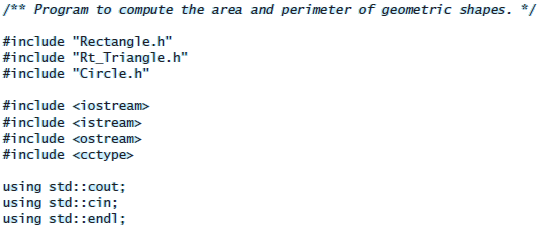 /** Program to compute the area and perimeter of geometric shapes. */
#include "Rectangle.h"
#include "Rt_Triangle.h"
#include "Circle.h"
#include <iostream>
#include <istream>
#include <ostream>
#include <cctype>
using std::cout;
using std::cin;
using std::endl;